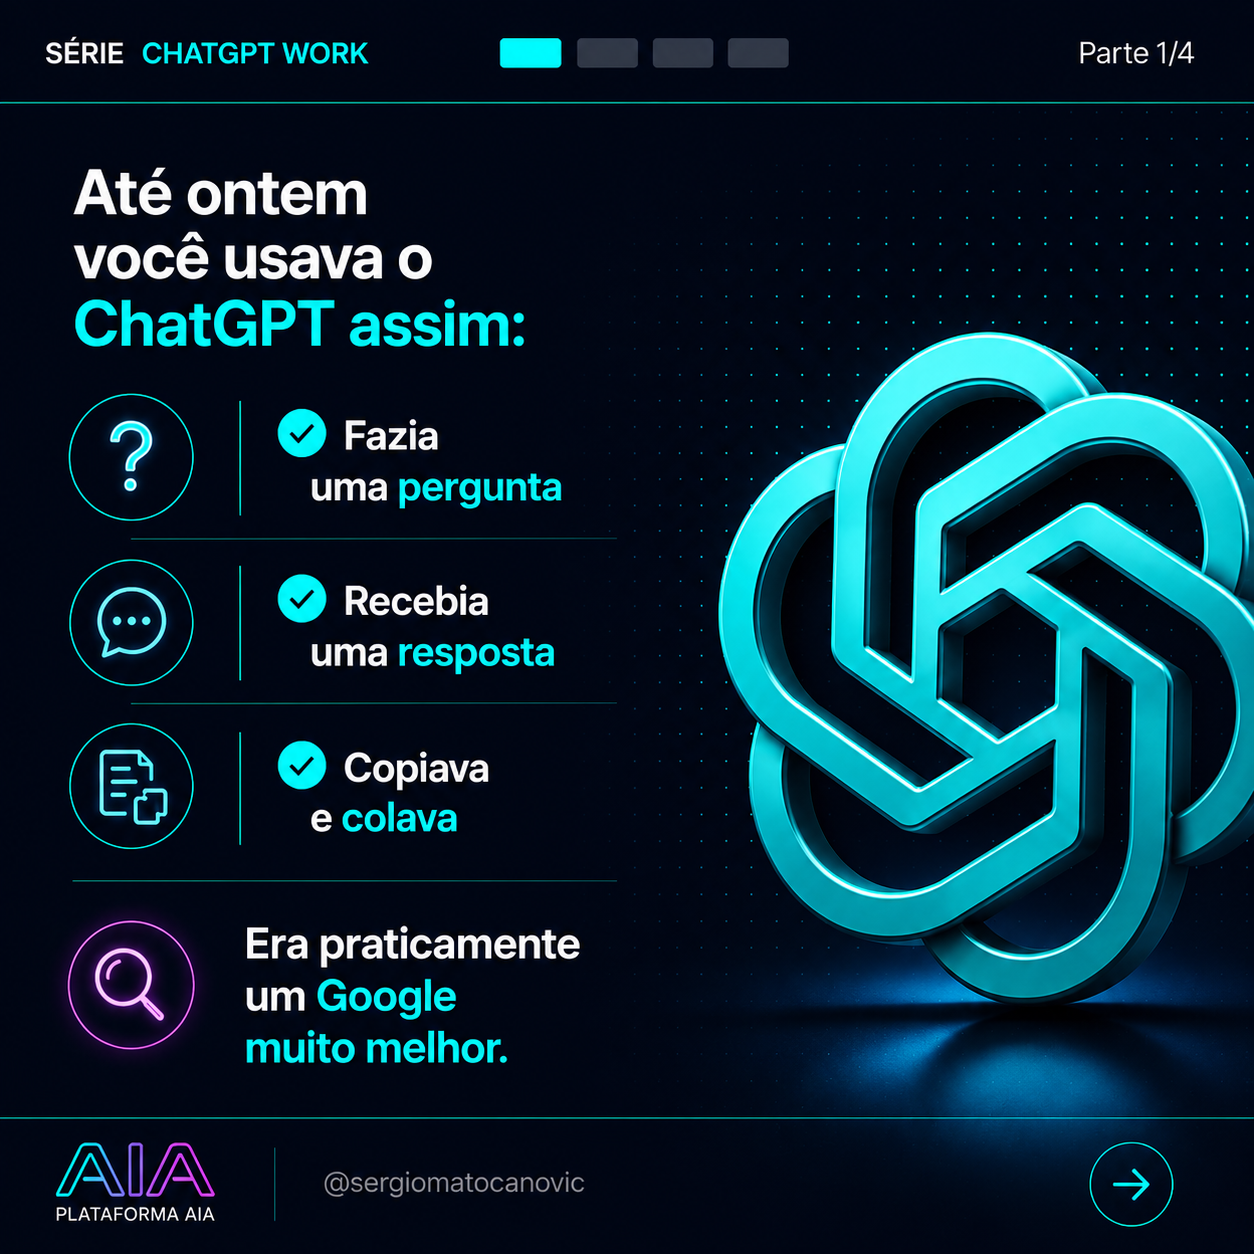 SÉRIE CHATGPT WORK
Parte 1/4
Até ontem
você usava o
ChatGPT assim:
Fazia
uma pergunta
Recebia
uma resposta
Copiava
e colava
Era praticamente
um Google
muito melhor.
AIA
PLATAFORMA AIA
@sergiomatocanovic